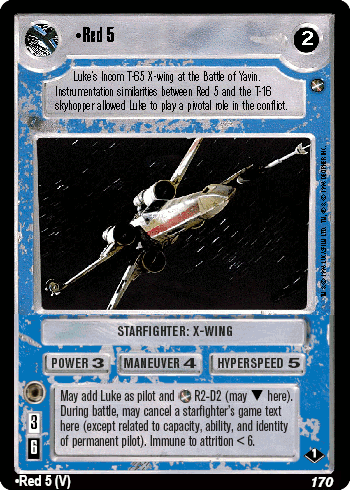 •Red 5
2
Luke's Incom T-65 X-wing at the Battle of Yavin.
Instrumentation similarities between Red 5 and the T-16
skyhopper allowed Luke to play a pivotal role in the conflict.
STARFIGHTER: X-WING
POWER 3 MANEUVER 4 HYPERSPEED 5
May add Luke as pilot and R2-D2 (may ▼ here).
During battle, may cancel a starfighter's game text
here (except related to capacity, ability, and identity
of permanent pilot). Immune to attrition < 6.
3
6
1
•Red 5 (V)
170